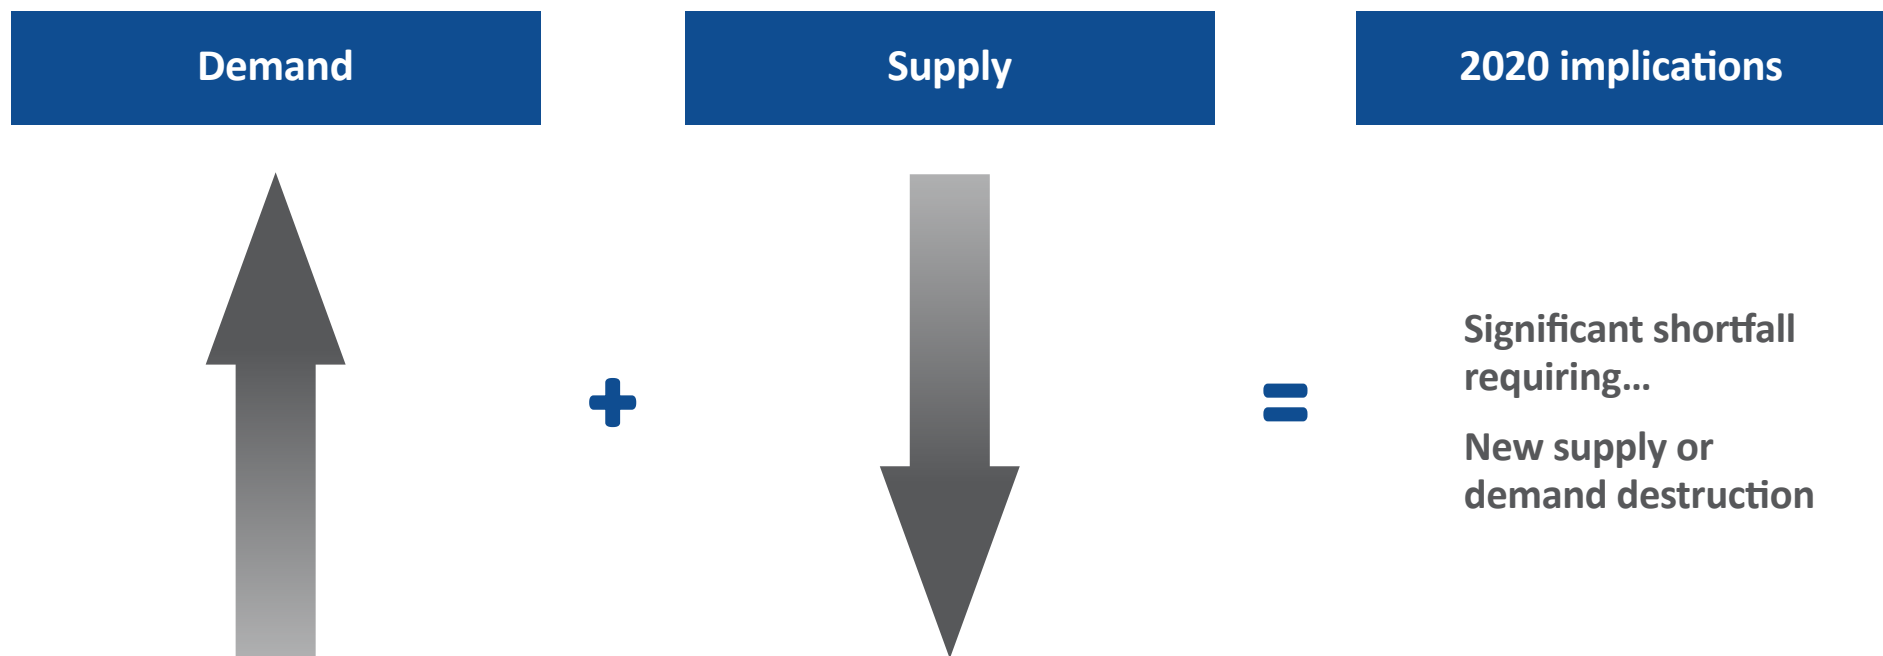 Demand
Supply
2020 implications
+
=
Significant shortfall
requiring...
New supply or
demand destruction